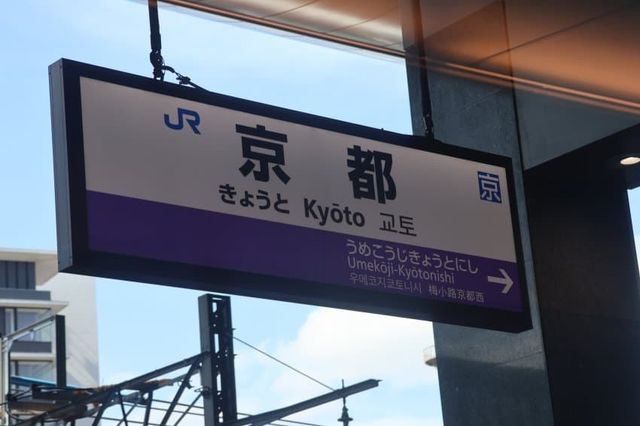 JR 京都 京
きょうと Kyōto 교토
うめこうじきょうとにし
Umekōji-Kyōtonishi
우메코지쿄토니시 梅小路京都西